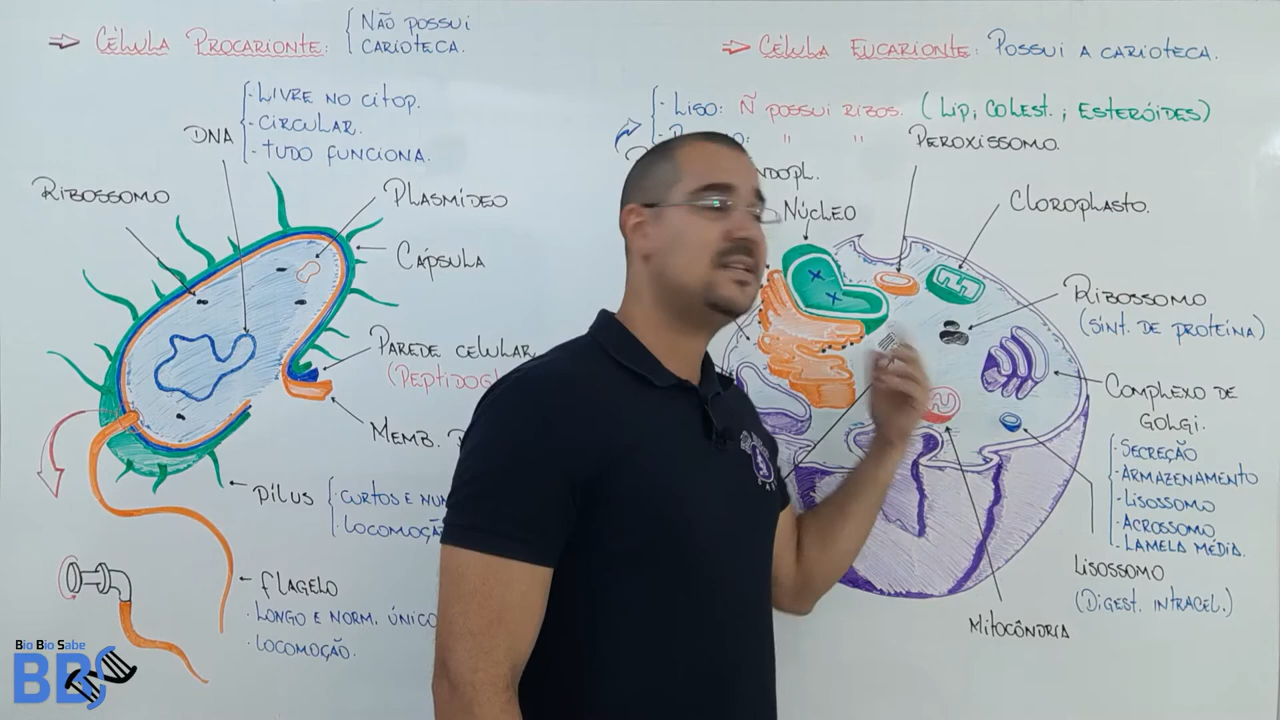 ⇒ CÉLULA PROCARIONTE: NÃO POSSUI
CARIOTECA.
DNA
- LIVRE NO CITOP.
- CIRCULAR.
- TUDO FUNCIONA.
RIBOSSOMO
PLASMÍDEO
CÁPSULA
PAREDE CELULAR
MEMB.
PÍLUS
LOCOMOÇÃO
FLAGELO
· LONGO E NORM. ÚNICO
· LOCOMOÇÃO.
Bio Bio Sabe
BBS
⇒ CÉLULA EUCARIONTE: POSSUI A CARIOTECA.
- LISO: Ñ POSSUI RIBOS. (LIP; COLEST.; ESTERÓIDES)
" "
NÚCLEO
PEROXISSOMO.
CLOROPLASTO.
RIBOSSOMO
(SÍNT. DE PROTEÍNA)
COMPLEXO DE
GOLGI.
- SECREÇÃO
- ARMAZENAMENTO
- LISOSSOMO
- ACROSSOMO
- LAMELA MÉDIA.
LISOSSOMO
(DIGEST. INTRACEL.)
MITOCÔNDRIA